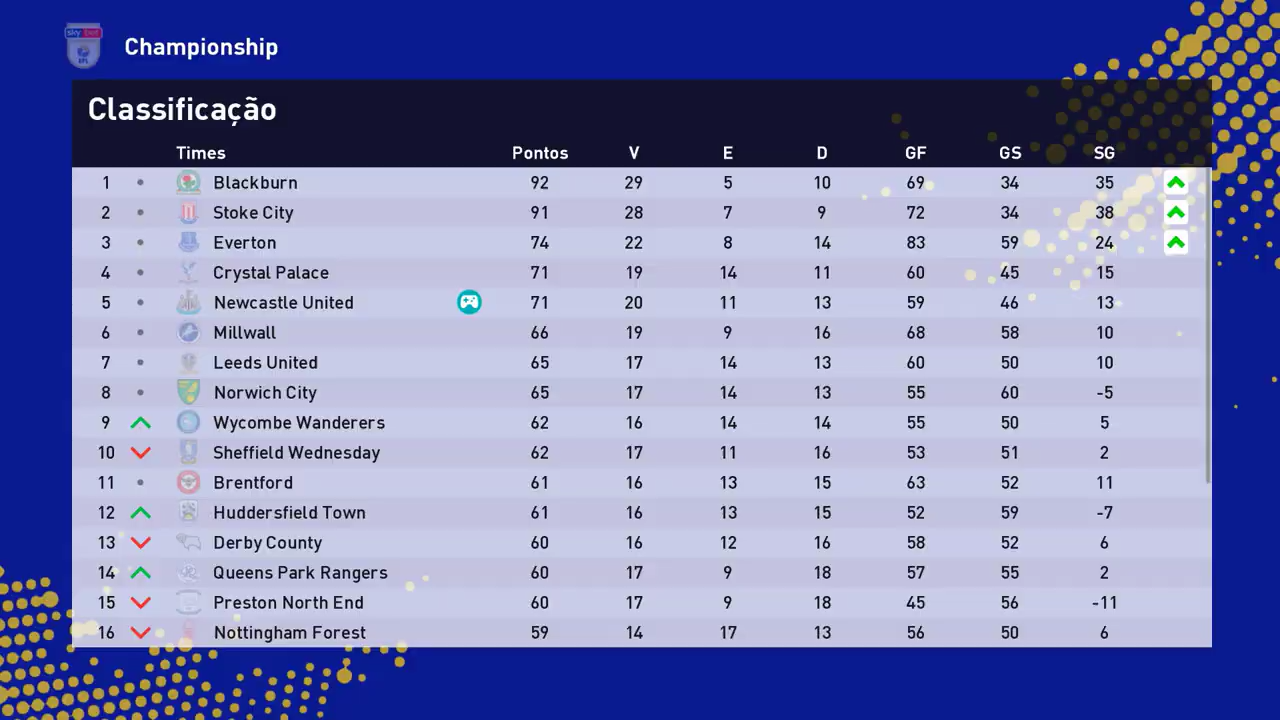 sky bet
EFL
Championship
Classificação
Times Pontos V E D GF GS SG
1 Blackburn 92 29 5 10 69 34 35
2 Stoke City 91 28 7 9 72 34 38
3 Everton 74 22 8 14 83 59 24
4 Crystal Palace 71 19 14 11 60 45 15
5 Newcastle United 71 20 11 13 59 46 13
6 Millwall 66 19 9 16 68 58 10
7 Leeds United 65 17 14 13 60 50 10
8 Norwich City 65 17 14 13 55 60 -5
9 Wycombe Wanderers 62 16 14 14 55 50 5
10 Sheffield Wednesday 62 17 11 16 53 51 2
11 Brentford 61 16 13 15 63 52 11
12 Huddersfield Town 61 16 13 15 52 59 -7
13 Derby County 60 16 12 16 58 52 6
14 Queens Park Rangers 60 17 9 18 57 55 2
15 Preston North End 60 17 9 18 45 56 -11
16 Nottingham Forest 59 14 17 13 56 50 6